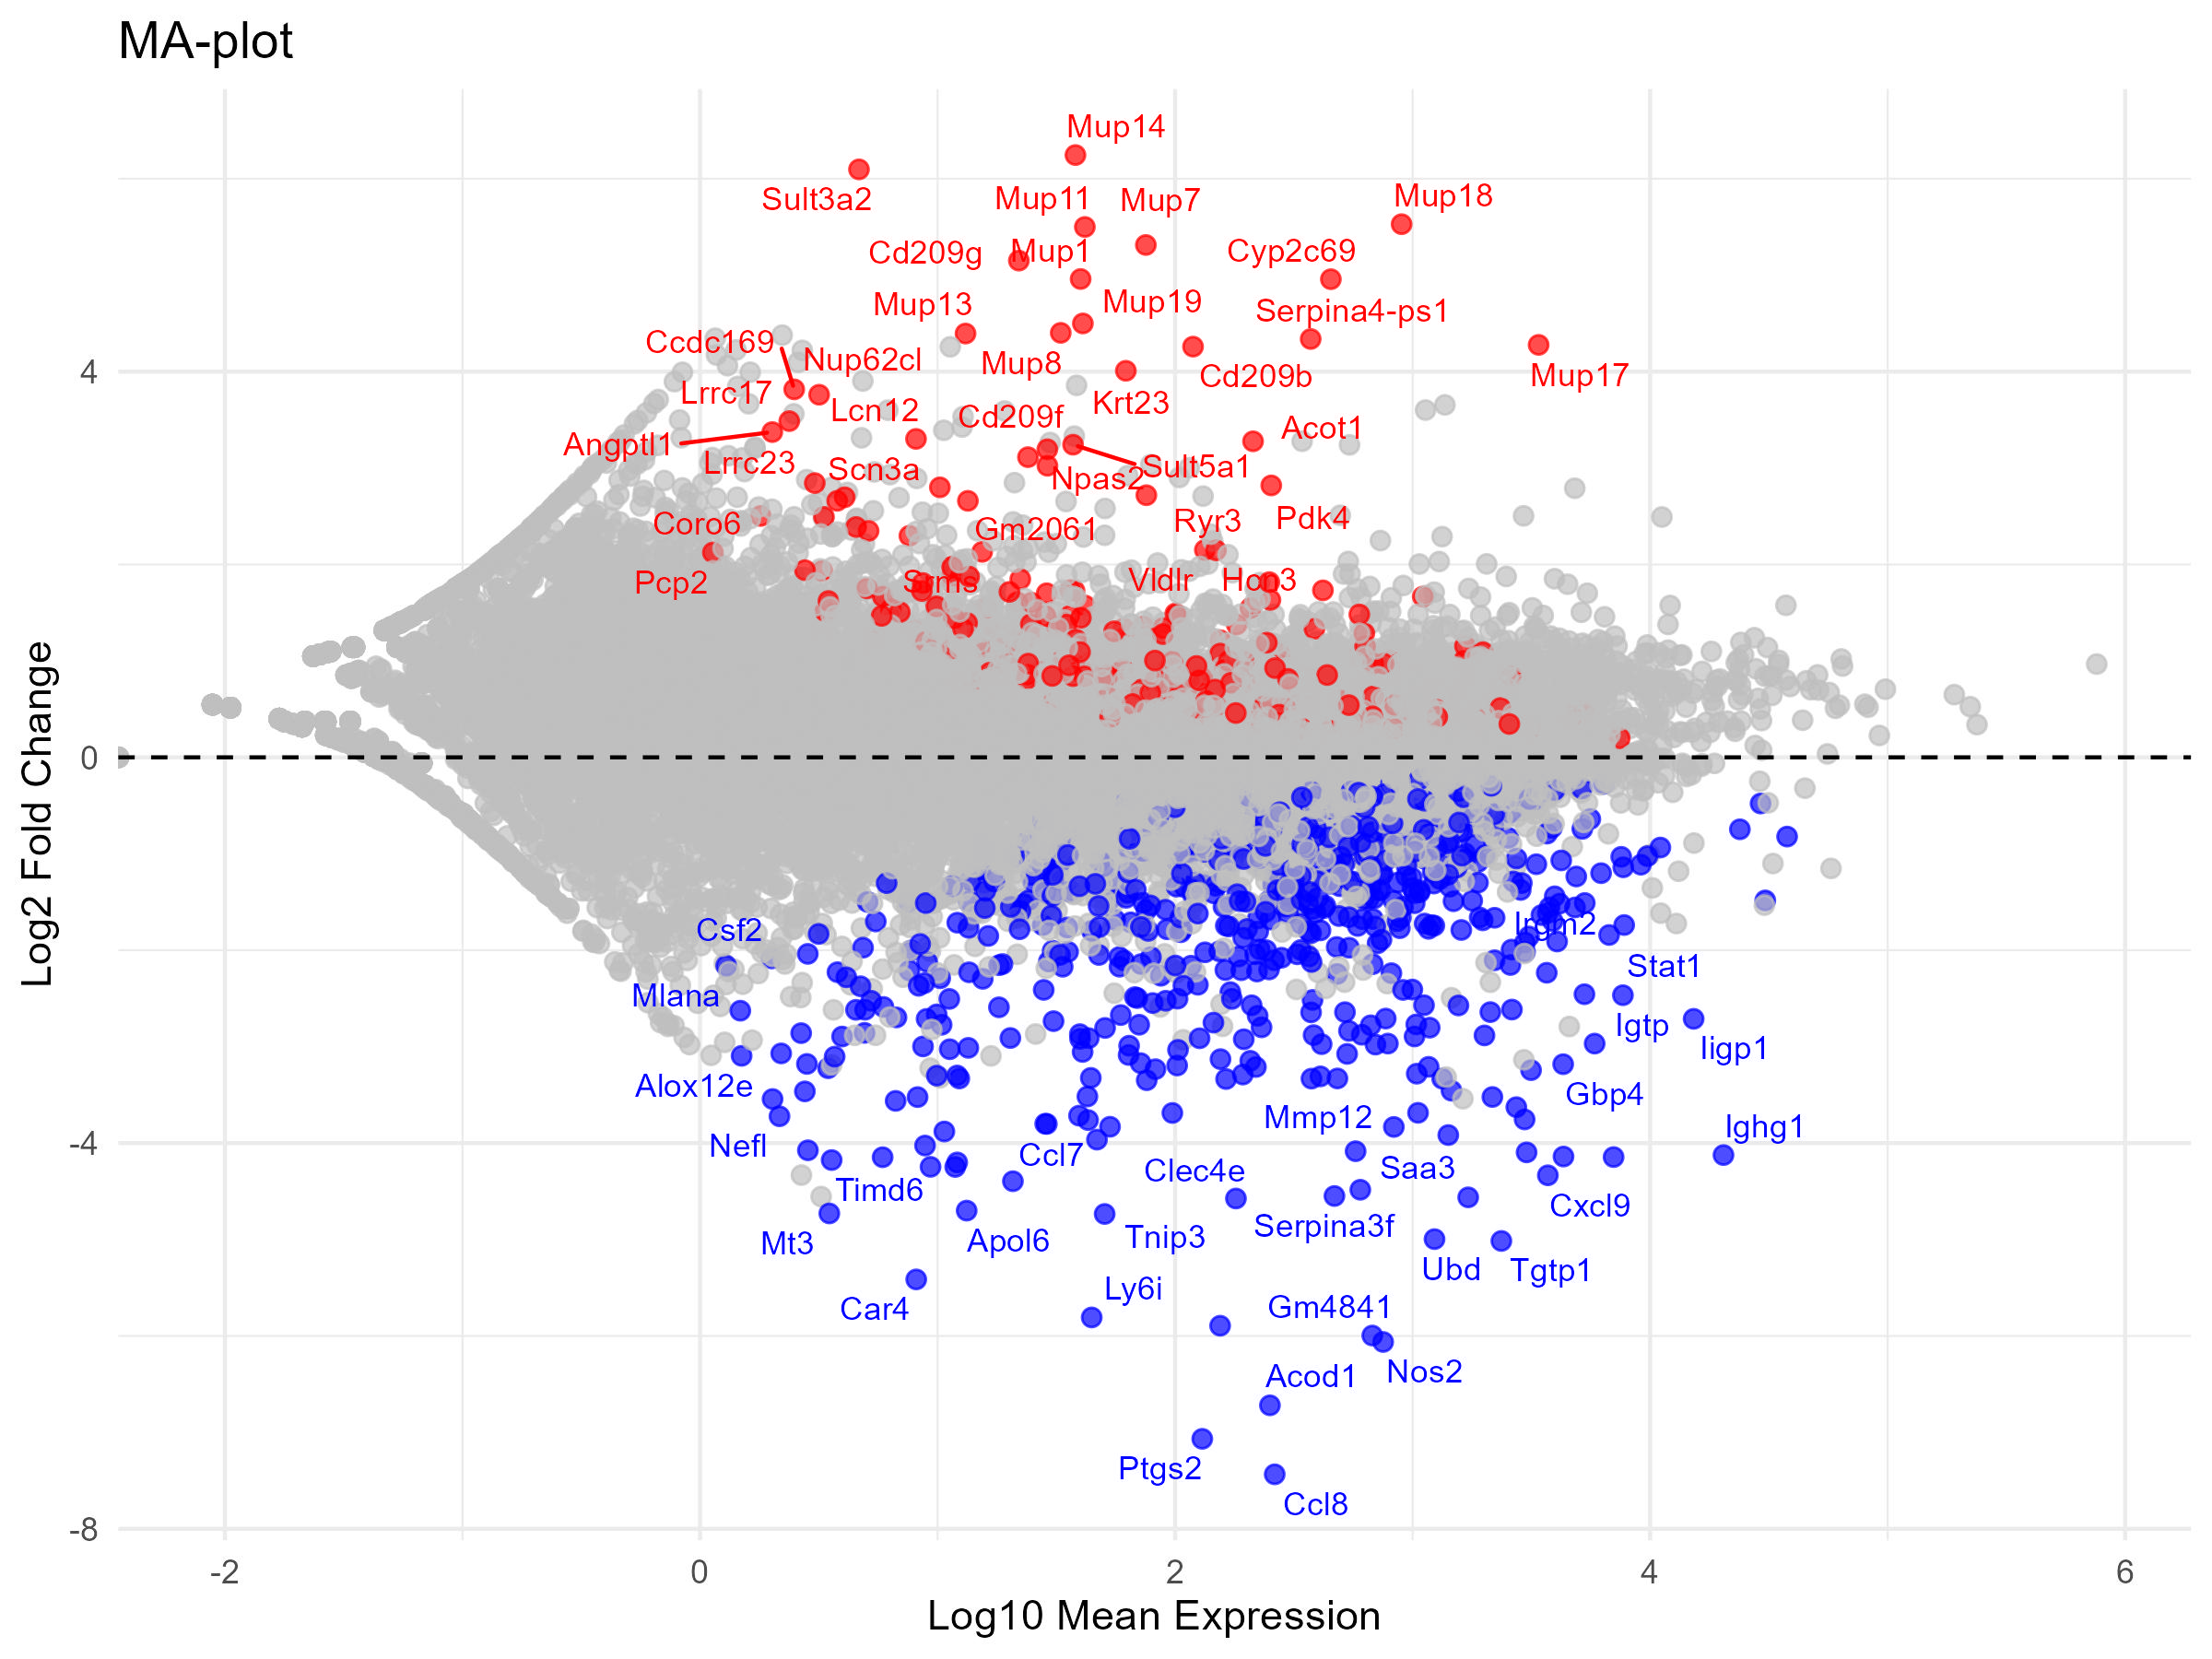 MA-plot
Mup14
Sult3a2
Mup11
Mup7
Mup18
Cd209g
Mup1
Cyp2c69
Mup13
Mup19
Serpina4-ps1
Ccdc169
Nup62cl
Mup8
Cd209b
Mup17
Lrrc17
Lcn12
Cd209f
Krt23
Acot1
Angptl1
Lrrc23
Scn3a
Npas2
Sult5a1
Coro6
Gm2061
Ryr3
Pdk4
Pcp2
Srms
Vldlr
Csf2
Irgm2
Stat1
Mlana
Igtp
Iigp1
Alox12e
Gbp4
Mmp12
Ighg1
Nefl
Ccl7
Clec4e
Saa3
Timd6
Cxcl9
Mt3
Apol6
Tnip3
Serpina3f
Ubd
Tgtp1
Car4
Ly6i
Gm4841
Acod1
Nos2
Ptgs2
Ccl8
4
0
-4
-8
-2
0
2
4
6
Log10 Mean Expression
Log2 Fold Change